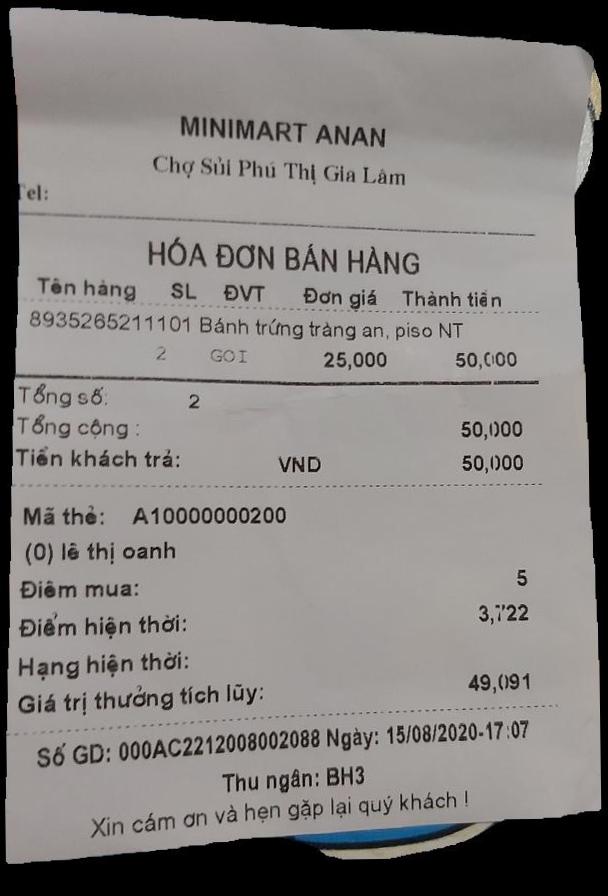 MINIMART ANAN
Chợ Sủi Phú Thị Gia Lâm
Tel:
HÓA ĐƠN BÁN HÀNG
Tên hàng SL ĐVT Đơn giá Thành tiền
8935265211101 Bánh trứng tràng an, piso NT
2 GOI 25,000 50,000
Tổng số: 2
Tổng cộng : 50,000
Tiền khách trả: VND 50,000
Mã thẻ: A10000000200
(0) lê thị oanh
Điểm mua: 5
Điểm hiện thời: 3,722
Hạng hiện thời:
Giá trị thưởng tích lũy: 49,091
Số GD: 000AC2212008002088 Ngày: 15/08/2020-17:07
Thu ngân: BH3
Xin cám ơn và hẹn gặp lại quý khách !